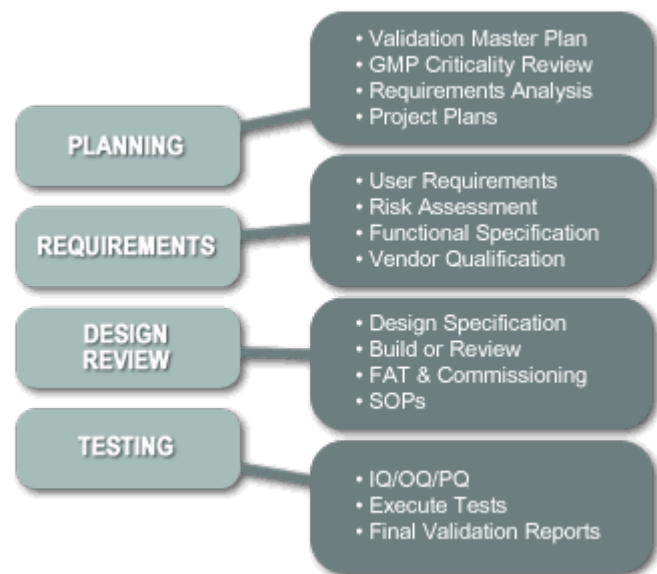 PLANNING
• Validation Master Plan
• GMP Criticality Review
• Requirements Analysis
• Project Plans
REQUIREMENTS
• User Requirements
• Risk Assessment
• Functional Specification
• Vendor Qualification
DESIGN
REVIEW
• Design Specification
• Build or Review
• FAT & Commissioning
• SOPs
TESTING
• IQ/OQ/PQ
• Execute Tests
• Final Validation Reports